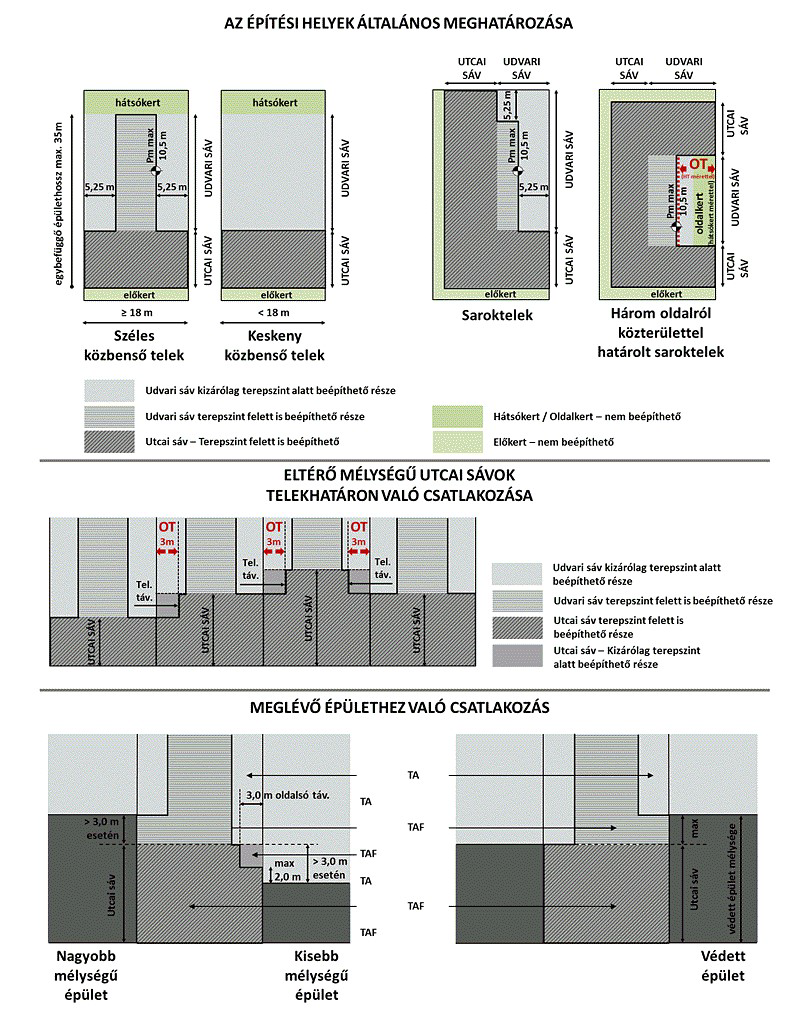 AZ ÉPÍTÉSI HELYEK ÁLTALÁNOS MEGHATÁROZÁSA
hátsókert
egybefüggő épülethossz max. 35m
Pm max
10,5 m
5,25 m
5,25 m
UDVARI SÁV
UTCAI SÁV
előkert
≥ 18 m
Széles
közbenső telek
hátsókert
UDVARI SÁV
UTCAI SÁV
előkert
< 18 m
Keskeny
közbenső telek
UTCAI
SÁV
UDVARI
SÁV
5,25 m
Pm max
10,5 m
5,25 m
UDVARI SÁV
UTCAI SÁV
előkert
Saroktelek
UTCAI
SÁV
UDVARI
SÁV
UTCAI
SÁV
OT
(HT mérettel)
Pm max
10,5 m
oldalkert
(hátsókert mérettel)
UDVARI SÁV
UTCAI
SÁV
előkert
Három oldalról
közterülettel
határolt saroktelek
Udvari sáv kizárólag terepszint alatt beépíthető része
Udvari sáv terepszint felett is beépíthető része
Utcai sáv – Terepszint felett is beépíthető
Hátsókert / Oldalkert – nem beépíthető
Előkert – nem beépíthető
ELTÉRŐ MÉLYSÉGŰ UTCAI SÁVOK
TELEKHATÁRON VALÓ CSATLAKOZÁSA
OT
3m
OT
3m
OT
3m
Tel.
táv.
Tel.
táv.
Tel.
táv.
UTCAI SÁV
UTCAI SÁV
UTCAI SÁV
UTCAI SÁV
Udvari sáv kizárólag terepszint alatt
beépíthető része
Udvari sáv terepszint felett is beépíthető része
Utcai sáv terepszint felett is
beépíthető része
Utcai sáv – Kizárólag terepszint
alatt beépíthető része
MEGLÉVŐ ÉPÜLETHEZ VALÓ CSATLAKOZÁS
> 3,0 m
esetén
Utcai sáv
3,0 m oldalsó táv.
max
2,0 m
> 3,0 m
esetén
TA
TA
TAF
TAF
TA
TAF
TAF
max
Utcai sáv
védett épület mélysége
Nagyobb
mélységű
épület
Kisebb
mélységű
épület
Védett
épület